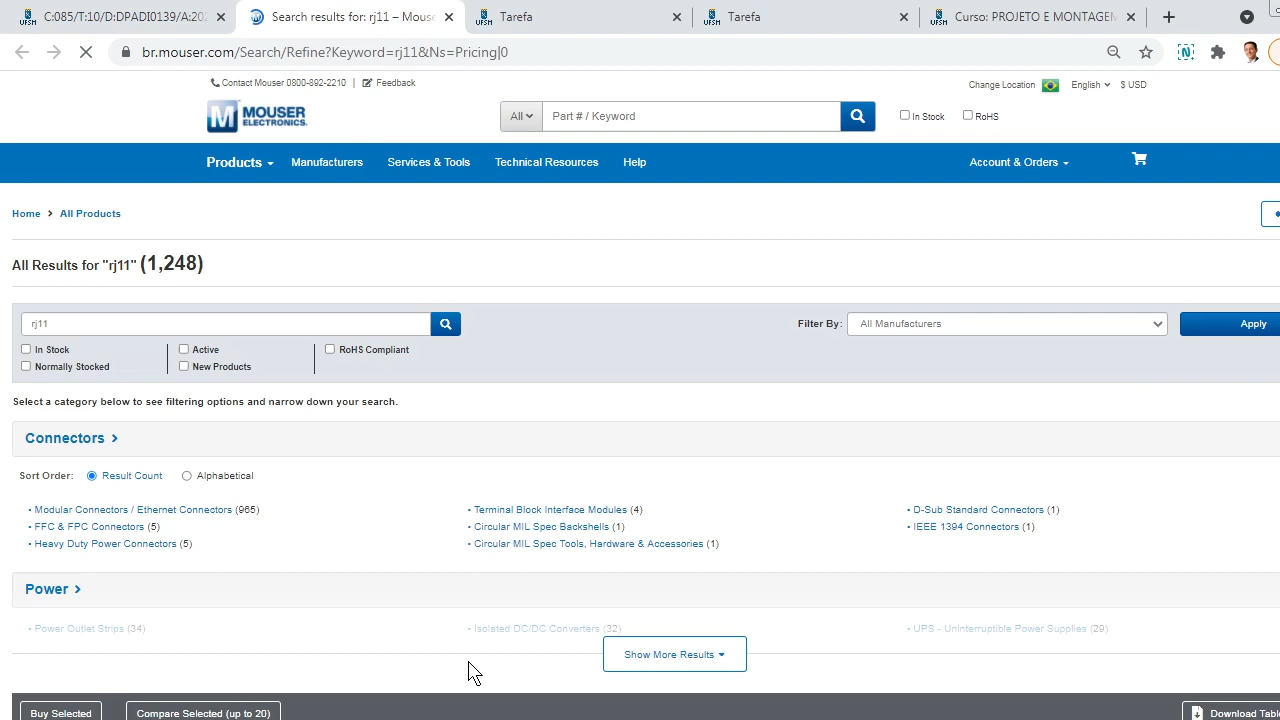 C:085/T:10/D:DPADI0139/A:202
Search results for: rj11 – Mouse
Tarefa
Tarefa
Curso: PROJETO E MONTAGEM
br.mouser.com/Search/Refine?Keyword=rj11&Ns=Pricing|0
Contact Mouser 0800-892-2210 | Feedback
Change Location English $ USD
MOUSER
ELECTRONICS.
All Part # / Keyword
In Stock RoHS
Products Manufacturers Services & Tools Technical Resources Help Account & Orders
Home > All Products
All Results for "rj11" (1,248)
rj11
Filter By: All Manufacturers Apply
In Stock Active RoHS Compliant
Normally Stocked New Products
Select a category below to see filtering options and narrow down your search.
Connectors >
Sort Order: Result Count Alphabetical
• Modular Connectors / Ethernet Connectors (965) • Terminal Block Interface Modules (4) • D-Sub Standard Connectors (1)
• FFC & FPC Connectors (5) • Circular MIL Spec Backshells (1) • IEEE 1394 Connectors (1)
• Heavy Duty Power Connectors (5) • Circular MIL Spec Tools, Hardware & Accessories (1)
Power >
• Power Outlet Strips (34) • Isolated DC/DC Converters (32) • UPS - Uninterruptible Power Supplies (29)
Show More Results
Buy Selected Compare Selected (up to 20) Download Table